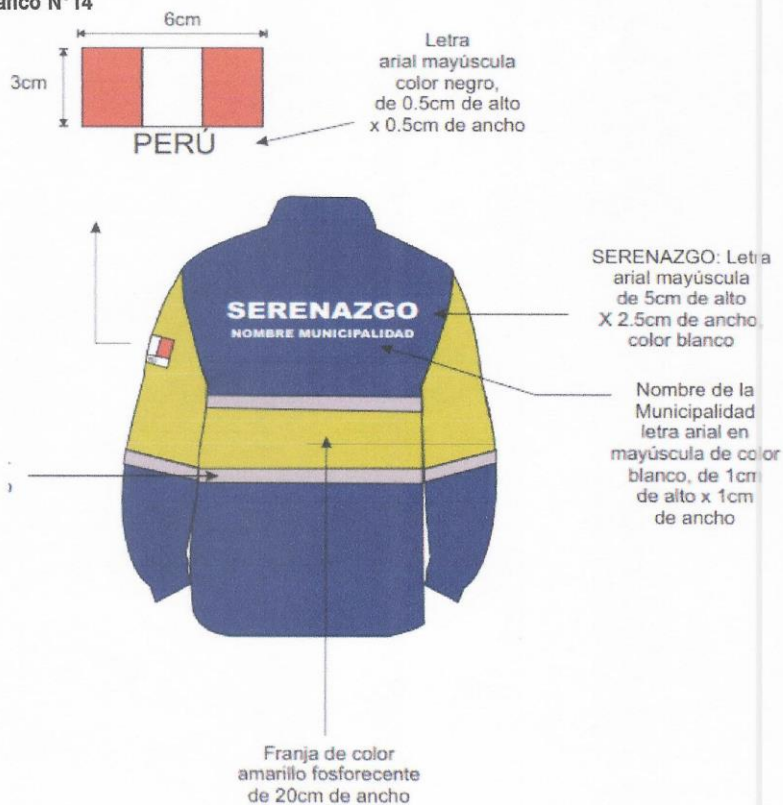 N° 14
6cm
3cm
PERÚ
Letra
arial mayúscula
color negro,
de 0.5cm de alto
x 0.5cm de ancho
SERENAZGO
NOMBRE MUNICIPALIDAD
SERENAZGO: Letra
arial mayúscula
de 5cm de alto
X 2.5cm de ancho,
color blanco
Nombre de la
Municipalidad
letra arial en
mayúscula de color
blanco, de 1cm
de alto x 1cm
de ancho
Franja de color
amarillo fosforecente
de 20cm de ancho